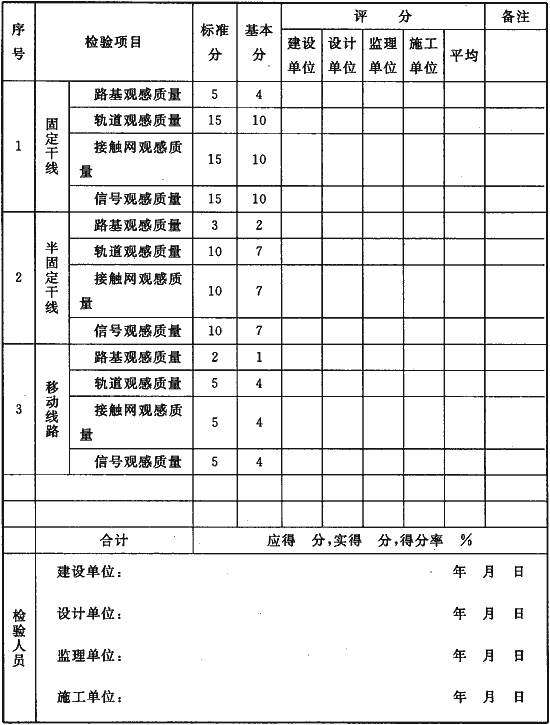 序号 检验项目 标准分 基本分 评 分 备注
建设单位 设计单位 监理单位 施工单位 平均
1 固定干线 路基观感质量 5 4
轨道观感质量 15 10
接触网观感质量 15 10
信号观感质量 15 10
2 半固定干线 路基观感质量 3 2
轨道观感质量 10 7
接触网观感质量 10 7
信号观感质量 10 7
3 移动线路 路基观感质量 2 1
轨道观感质量 5 4
接触网观感质量 5 4
信号观感质量 5 4
合计 应得 分,实得 分,得分率 %
检验人员
建设单位: 年 月 日
设计单位: 年 月 日
监理单位: 年 月 日
施工单位: 年 月 日